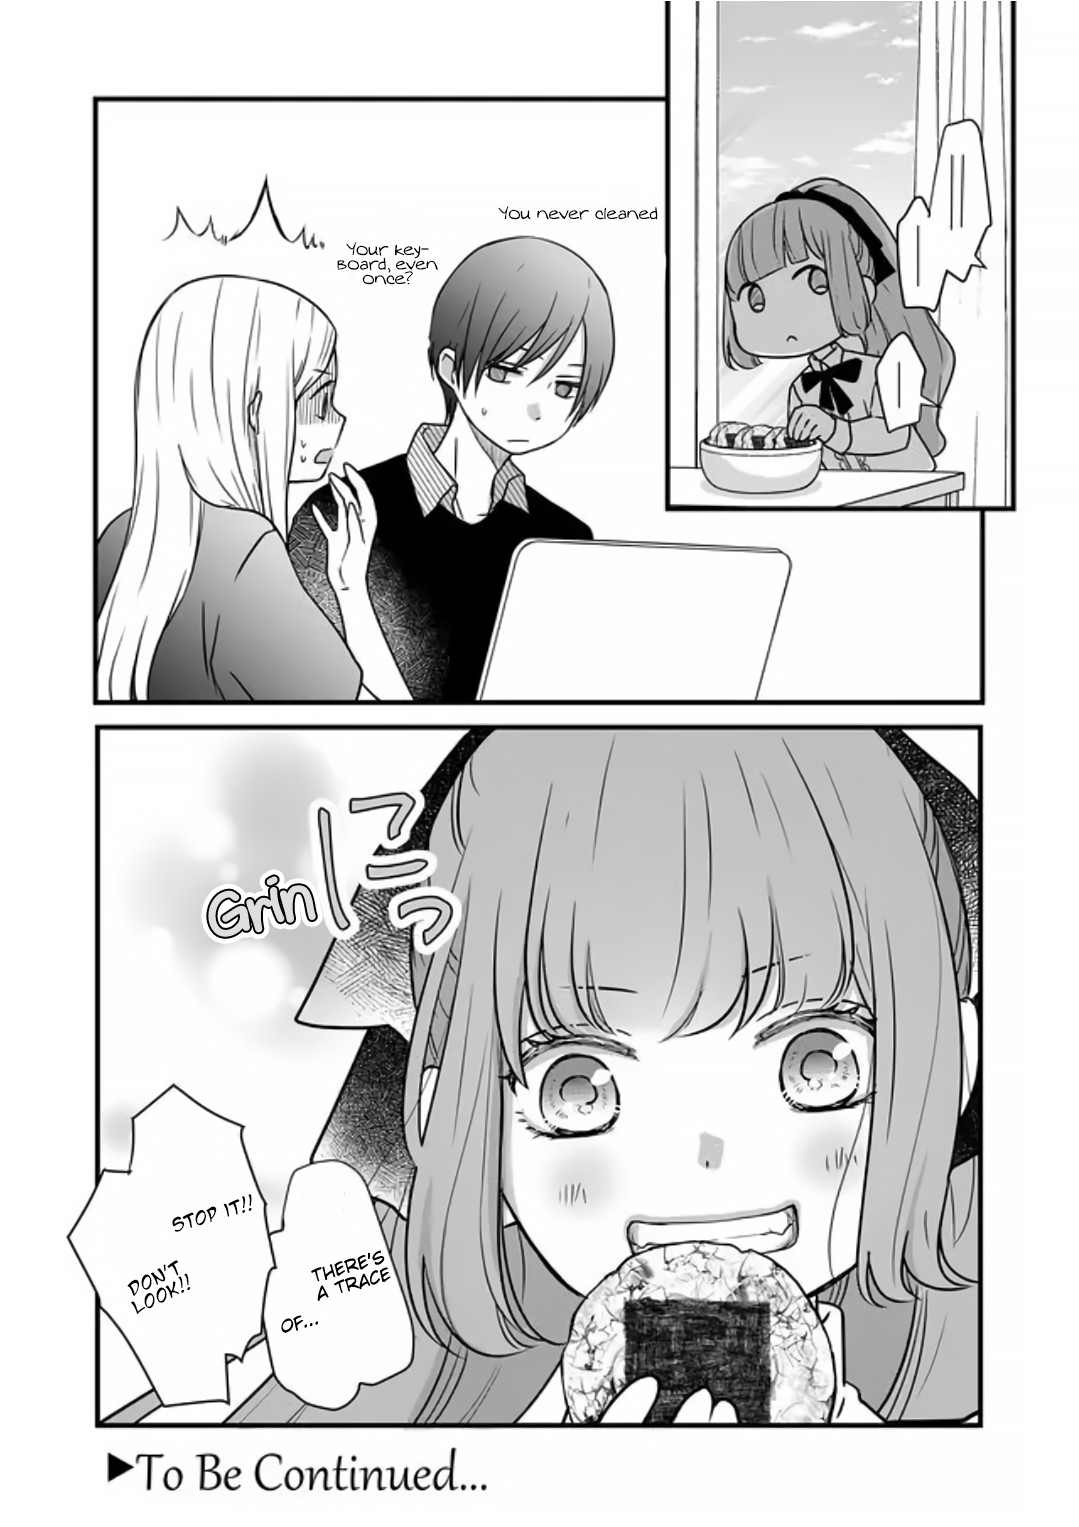 You never cleaned
Your key-
Board, even
once?
Grin
にこっ
THERE'S
A TRACE
OF...
STOP IT!!
DON'T
LOOK!!
▶To Be Continued...